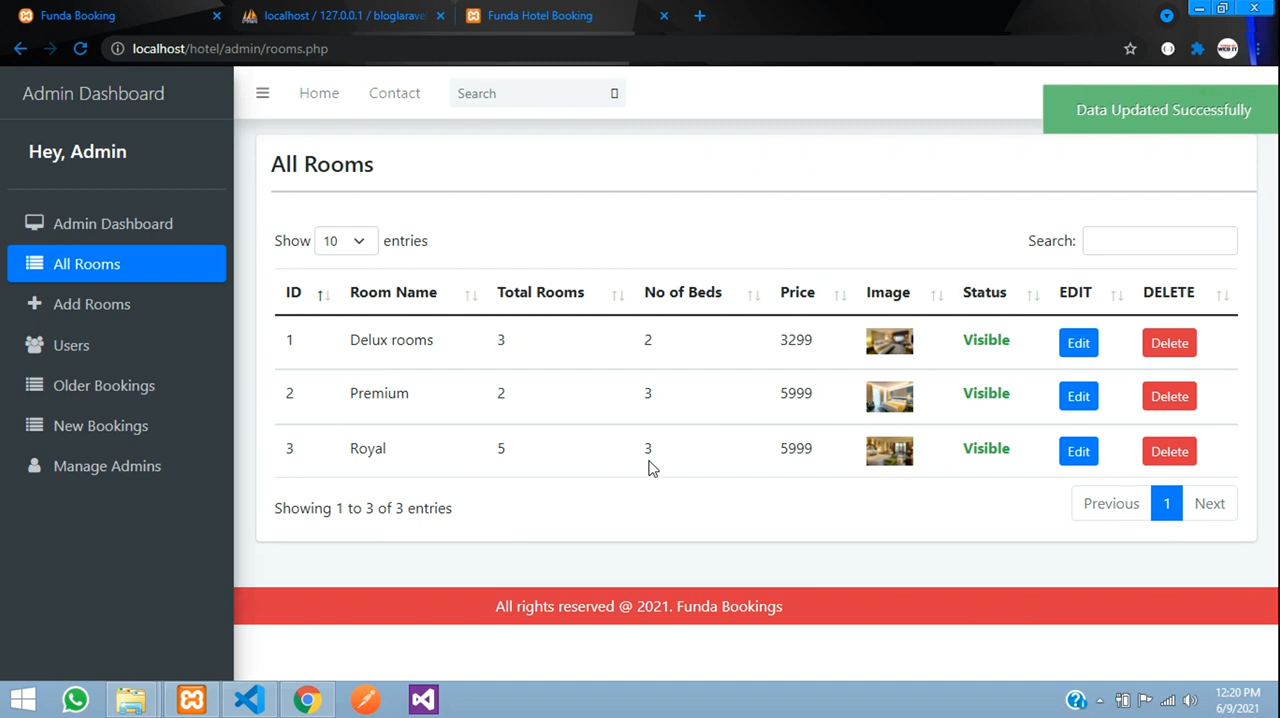 Funda Booking
localhost / 127.0.0.1 / bloglarave
Funda Hotel Booking
localhost/hotel/admin/rooms.php
Admin Dashboard
Home
Contact
Search
Data Updated Successfully
Hey, Admin
Admin Dashboard
All Rooms
Add Rooms
Users
Older Bookings
New Bookings
Manage Admins
All Rooms
Show 10 entries
Search:
ID Room Name Total Rooms No of Beds Price Image Status EDIT DELETE
1 Delux rooms 3 2 3299 Visible Edit Delete
2 Premium 2 3 5999 Visible Edit Delete
3 Royal 5 3 5999 Visible Edit Delete
Showing 1 to 3 of 3 entries
Previous 1 Next
All rights reserved @ 2021. Funda Bookings
12:20 PM
6/9/2021